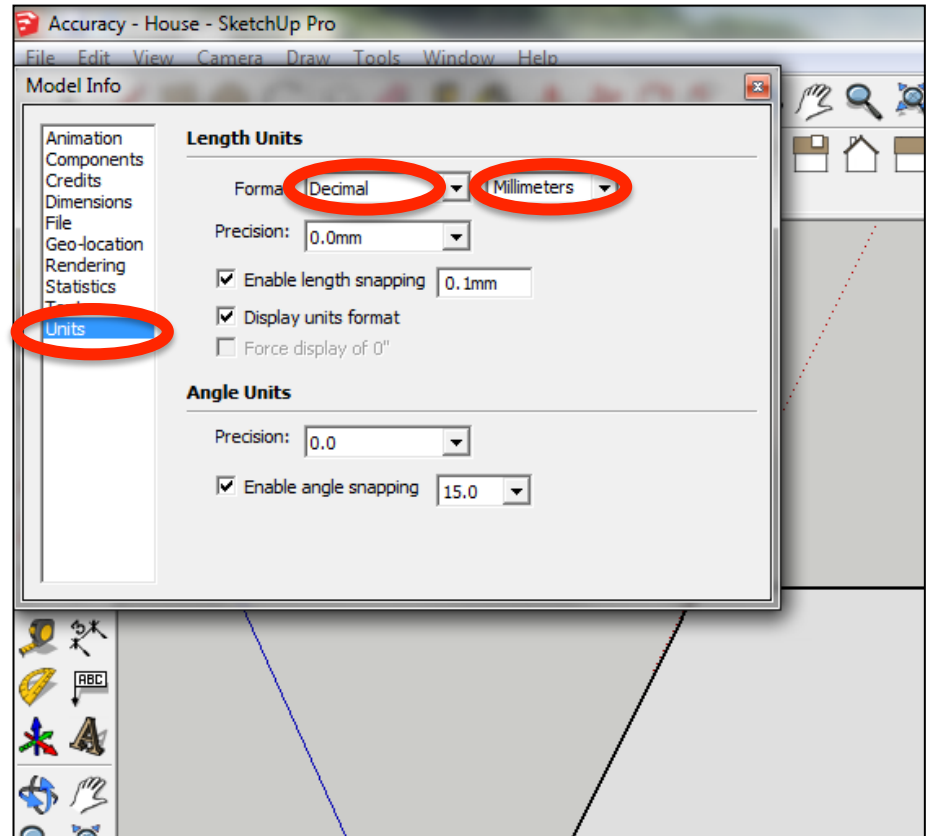 Accuracy - House - SketchUp Pro
File Edit View Camera Draw Tools Window Help
Model Info
Animation
Components
Credits
Dimensions
File
Geo-location
Rendering
Statistics
Units
Length Units
Forma Decimal Millimeters
Precision: 0.0mm
Enable length snapping 0.1mm
Display units format
Force display of 0"
Angle Units
Precision: 0.0
Enable angle snapping 15.0
ABC
A